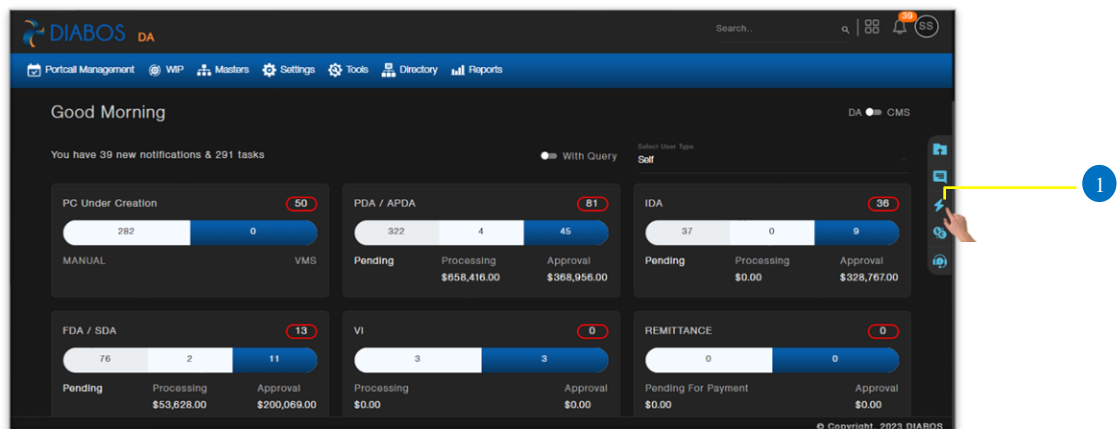 DIABOS DA
Search..
39
SS
Portcall Management WIP Masters Settings Tools Directory Reports
Good Morning
DA CMS
You have 39 new notifications & 291 tasks
With Query
Select User Type
Self
1
PC Under Creation 50
282 0
MANUAL VMS
PDA / APDA 81
322 4 45
Pending Processing Approval
$658,416.00 $368,956.00
IDA 36
37 0 9
Pending Processing Approval
$0.00 $328,767.00
FDA / SDA 13
76 2 11
Pending Processing Approval
$53,628.00 $200,069.00
VI 0
3 3
Processing Approval
$0.00 $0.00
REMITTANCE 0
0 0
Pending For Payment Approval
$0.00 $0.00
© Copyright, 2023 DIABOS